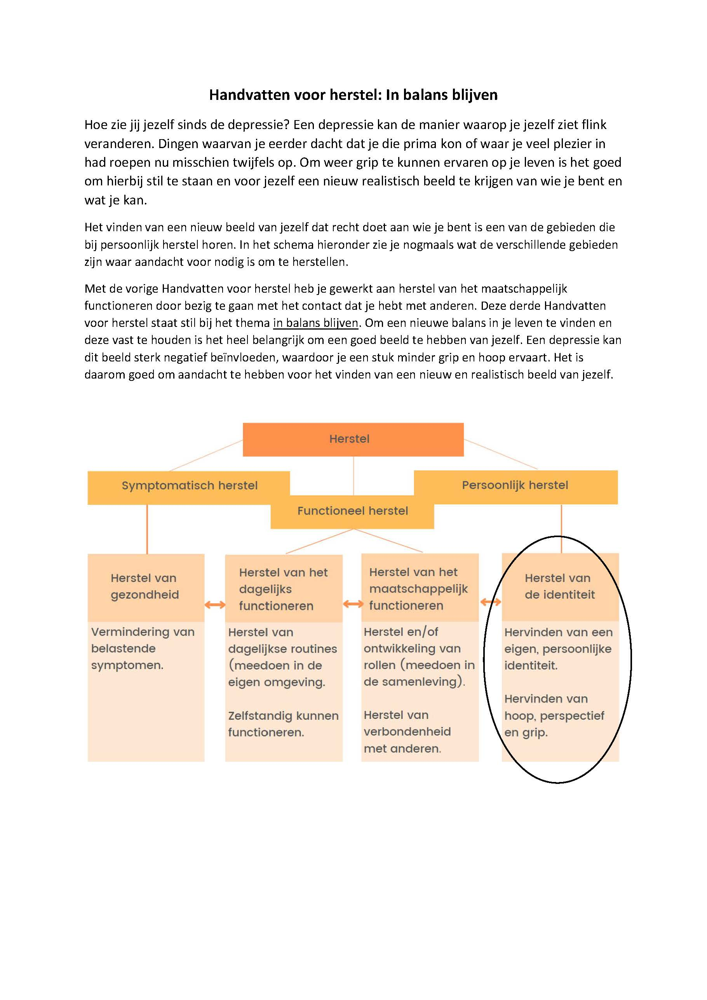 Handvatten voor herstel: In balans blijven
Hoe zie jij jezelf sinds de depressie? Een depressie kan de manier waarop je jezelf ziet flink
veranderen. Dingen waarvan je eerder dacht dat je die prima kon of waar je veel plezier in
had roepen nu misschien twijfels op. Om weer grip te kunnen ervaren op je leven is het goed
om hierbij stil te staan en voor jezelf een nieuw realistisch beeld te krijgen van wie je bent en
wat je kan.
Het vinden van een nieuw beeld van jezelf dat recht doet aan wie je bent is een van de gebieden die
bij persoonlijk herstel horen. In het schema hieronder zie je nogmaals wat de verschillende gebieden
zijn waar aandacht voor nodig is om te herstellen.
Met de vorige Handvatten voor herstel heb je gewerkt aan herstel van het maatschappelijk
functioneren door bezig te gaan met het contact dat je hebt met anderen. Deze derde Handvatten
voor herstel staat stil bij het thema in balans blijven. Om een nieuwe balans in je leven te vinden en
deze vast te houden is het heel belangrijk om een goed beeld te hebben van jezelf. Een depressie kan
dit beeld sterk negatief beïnvloeden, waardoor je een stuk minder grip en hoop ervaart. Het is
daarom goed om aandacht te hebben voor het vinden van een nieuw en realistisch beeld van jezelf.
Herstel
Symptomatisch herstel
Functioneel herstel
Persoonlijk herstel
Herstel van
gezondheid
Vermindering van
belastende
symptomen.
Herstel van het
dagelijks
functioneren
Herstel van
dagelijkse routines
(meedoen in de
eigen omgeving.
Zelfstandig kunnen
functioneren.
Herstel van het
maatschappelijk
functioneren
Herstel en/of
ontwikkeling van
rollen (meedoen in
de samenleving).
Herstel van
verbondenheid
met anderen.
Herstel van
de identiteit
Hervinden van een
eigen, persoonlijke
identiteit.
Hervinden van
hoop, perspectief
en grip.